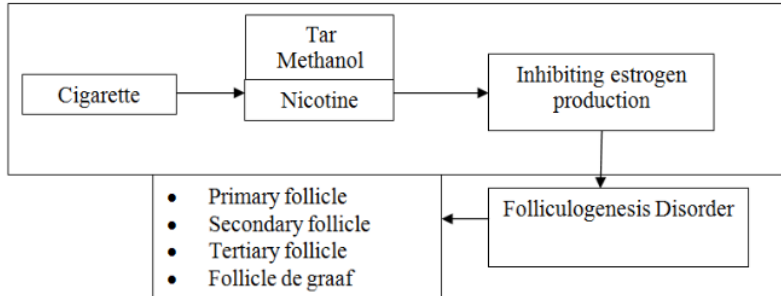 Cigarette
Tar
Methanol
Nicotine
Inhibiting estrogen
production
Folliculogenesis Disorder
• Primary follicle
• Secondary follicle
• Tertiary follicle
• Follicle de graaf